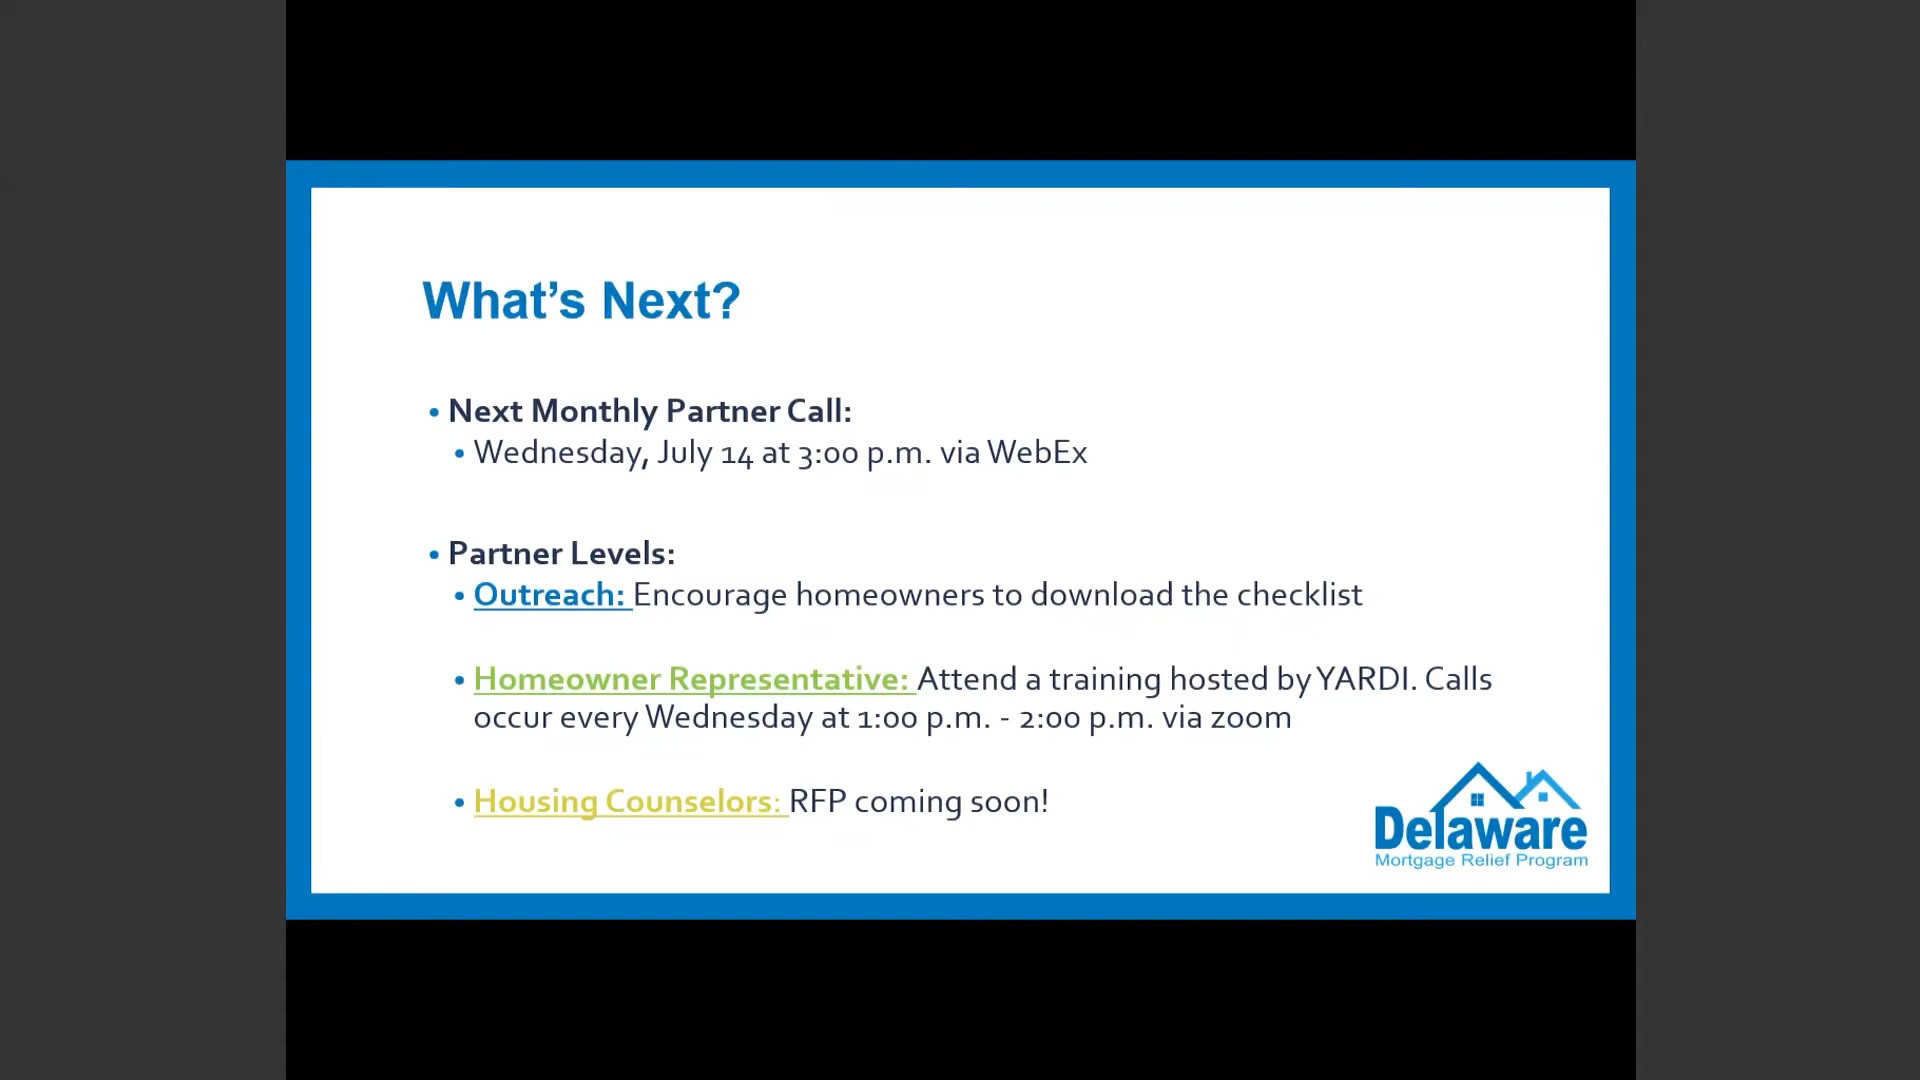 What’s Next?
• Next Monthly Partner Call:
• Wednesday, July 14 at 3:00 p.m. via WebEx
• Partner Levels:
• Outreach: Encourage homeowners to download the checklist
• Homeowner Representative: Attend a training hosted by YARDI. Calls
occur every Wednesday at 1:00 p.m. - 2:00 p.m. via zoom
• Housing Counselors: RFP coming soon!
Delaware
Mortgage Relief Program